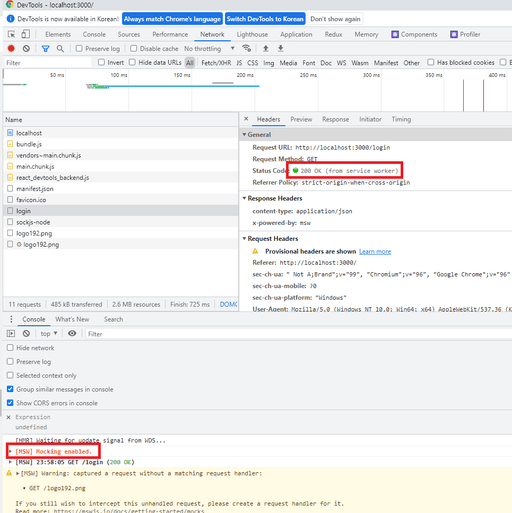 DevTools - localhost:3000/
DevTools is now available in Korean! Always match Chrome's language Switch DevTools to Korean Don't show again
Elements Console Sources Performance Network Lighthouse Redux Memory Components Profiler
Preserve log Disable cache No throttling
Filter Invert Hide data URLs All Fetch/XHR JS CSS Img Media Font Doc WS Wasm Manifest Other Has blocked cookies
50 ms 100 ms 150 ms 200 ms 250 ms 300 ms 350 ms 400 ms
Name
localhost
bundle.js
vendors~main.chunk.js
main.chunk.js
react_devtools_backend.js
manifest.json
favicon.ico
login
sockjs-node
logo192.png
logo192.png
11 requests 485 kB transferred 2.6 MB resources Finish: 725 ms
Headers Preview Response Initiator Timing
General
Request URL: http://localhost:3000/login
Request Method: GET
Status Code: 200 OK (from service worker)
Referrer Policy: strict-origin-when-cross-origin
Response Headers
content-type: application/json
x-powered-by: msw
Request Headers
Provisional headers are shown Learn more
Referer: http://localhost:3000/
sec-ch-ua: " Not A;Brand";v="99", "Chromium";v="96", "Google Chrome";v="96"
sec-ch-ua-mobile: ?0
sec-ch-ua-platform: "Windows"
User-Agent: Mozilla/5.0 (Windows NT 10.0; Win64; x64) AppleWebKit/537.36
Console What's New Search
top Filter
Hide network
Preserve log
Selected context only
Group similar messages in console
Show CORS errors in console
Expression
undefined
[HMR] Waiting for update signal from WDS...
[MSW] Mocking enabled.
[MSW] 23:58:05 GET /login (200 OK)
[MSW] Warning: captured a request without a matching request handler:
• GET /logo192.png
If you still wish to intercept this unhandled request, please create a request handler for it.
Read more: https://mswjs.io/docs/getting-started/mocks